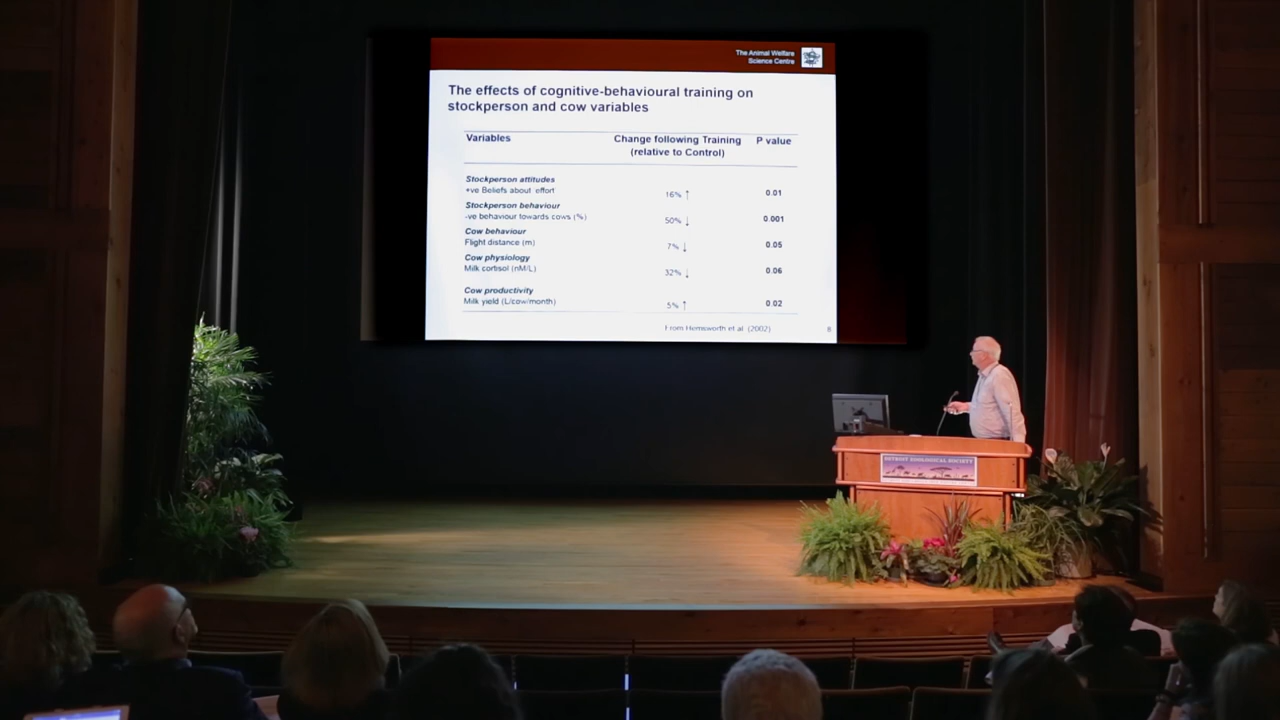 The Animal Welfare
Science Centre
The effects of cognitive-behavioural training on
stockperson and cow variables
Variables Change following Training P value
(relative to Control)
Stockperson attitudes
+ve Beliefs about effort 16% ↑ 0.01
Stockperson behaviour
-ve behaviour towards cows (%) 50% ↓ 0.001
Cow behaviour
Flight distance (m) 7% ↓ 0.05
Cow physiology
Milk cortisol (nM/L) 32% ↓ 0.06
Cow productivity
Milk yield (L/cow/month) 5% ↑ 0.02
From Hemsworth et al (2002) 8
DETROIT ZOOLOGICAL SOCIETY